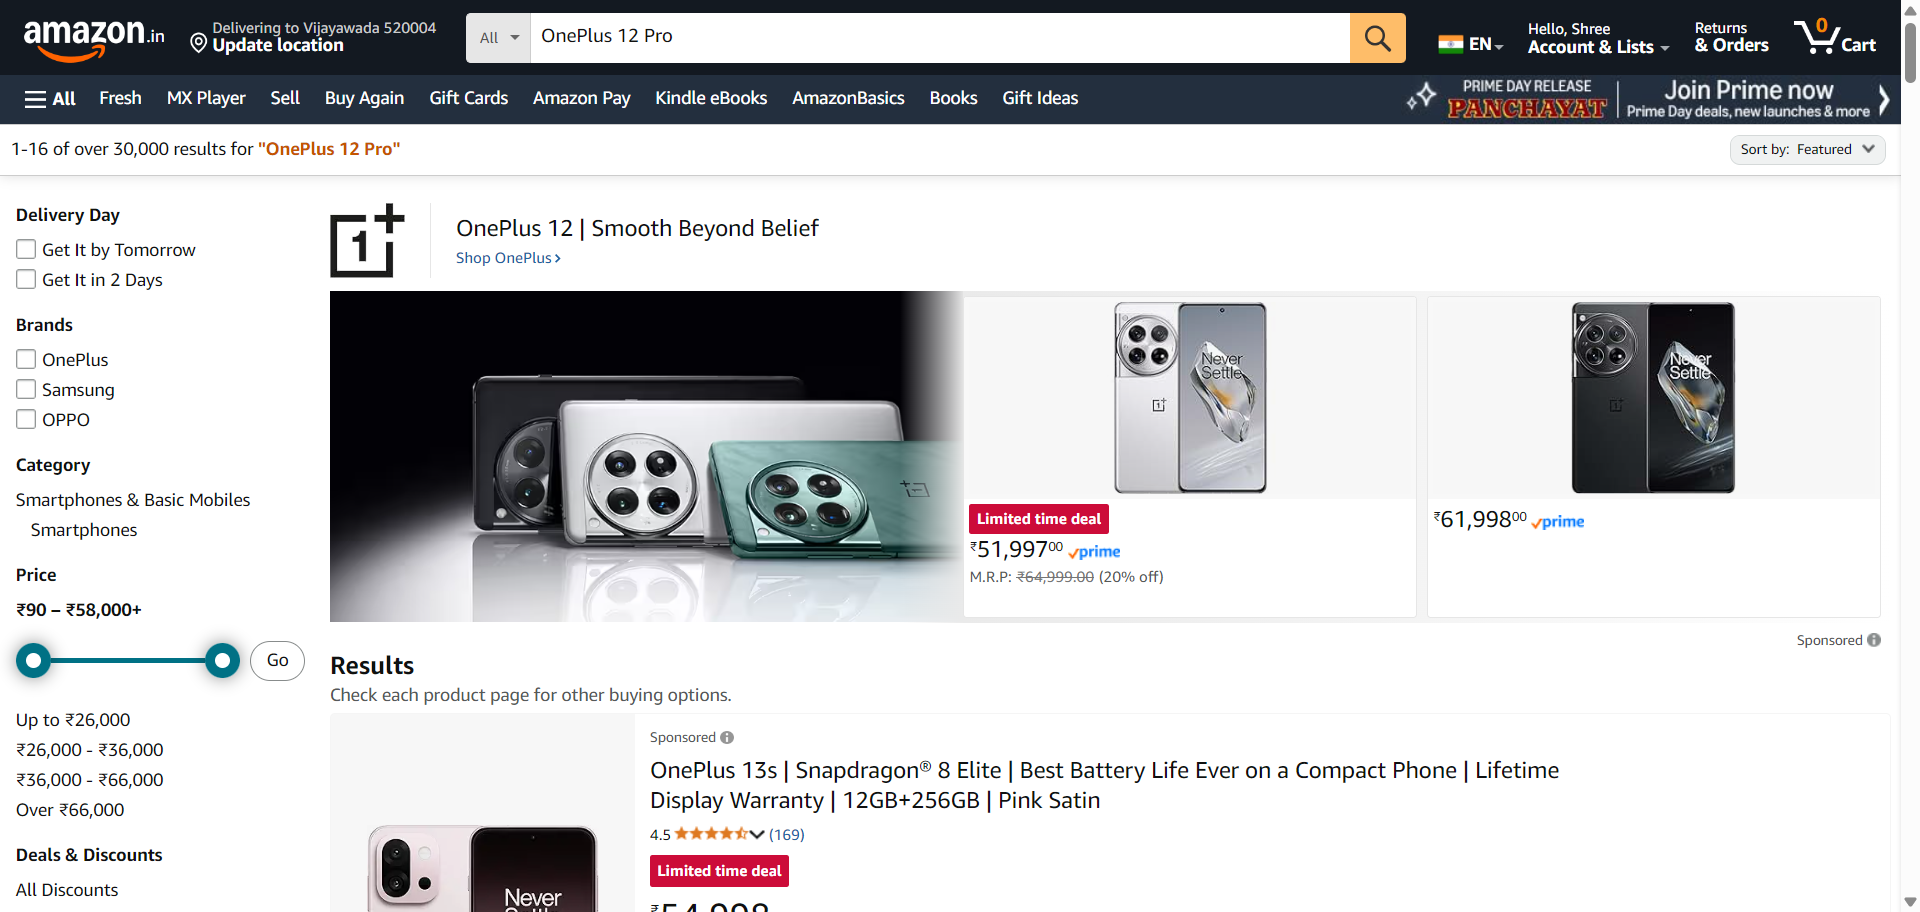 amazon.in
Delivering to Vijayawada 520004
Update location
All
OnePlus 12 Pro
EN
Hello, Shree
Account & Lists
Returns
& Orders
0
Cart
All
Fresh
MX Player
Sell
Buy Again
Gift Cards
Amazon Pay
Kindle eBooks
AmazonBasics
Books
Gift Ideas
PRIME DAY RELEASE
PANCHAYAT
Join Prime now
Prime Day deals, new launches & more
1-16 of over 30,000 results for "OnePlus 12 Pro"
Sort by: Featured
Delivery Day
Get It by Tomorrow
Get It in 2 Days
Brands
OnePlus
Samsung
OPPO
Category
Smartphones & Basic Mobiles
Smartphones
Price
₹90 – ₹58,000+
Go
Up to ₹26,000
₹26,000 - ₹36,000
₹36,000 - ₹66,000
Over ₹66,000
Deals & Discounts
All Discounts
1+
OnePlus 12 | Smooth Beyond Belief
Shop OnePlus
Never
Settle
Limited time deal
₹51,99700 prime
M.R.P: ₹64,999.00 (20% off)
Never
Settle
₹61,99800 prime
Sponsored
Results
Check each product page for other buying options.
Never
Settle
Sponsored
OnePlus 13s | Snapdragon® 8 Elite | Best Battery Life Ever on a Compact Phone | Lifetime
Display Warranty | 12GB+256GB | Pink Satin
4.5 (169)
Limited time deal
₹54,998